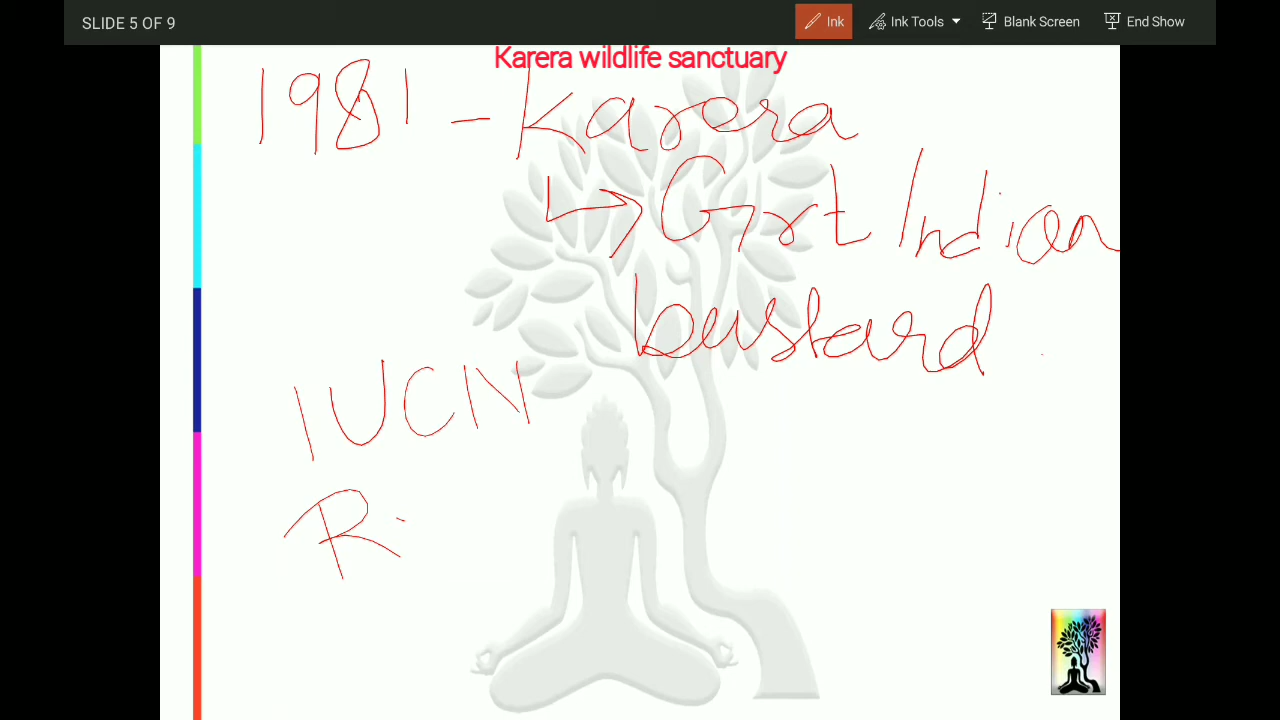 SLIDE 5 OF 9
Ink
Ink Tools
Blank Screen
End Show
Karera wildlife sanctuary
1981 - Karera
↳ Grt Indian
bustard
IUCN
R